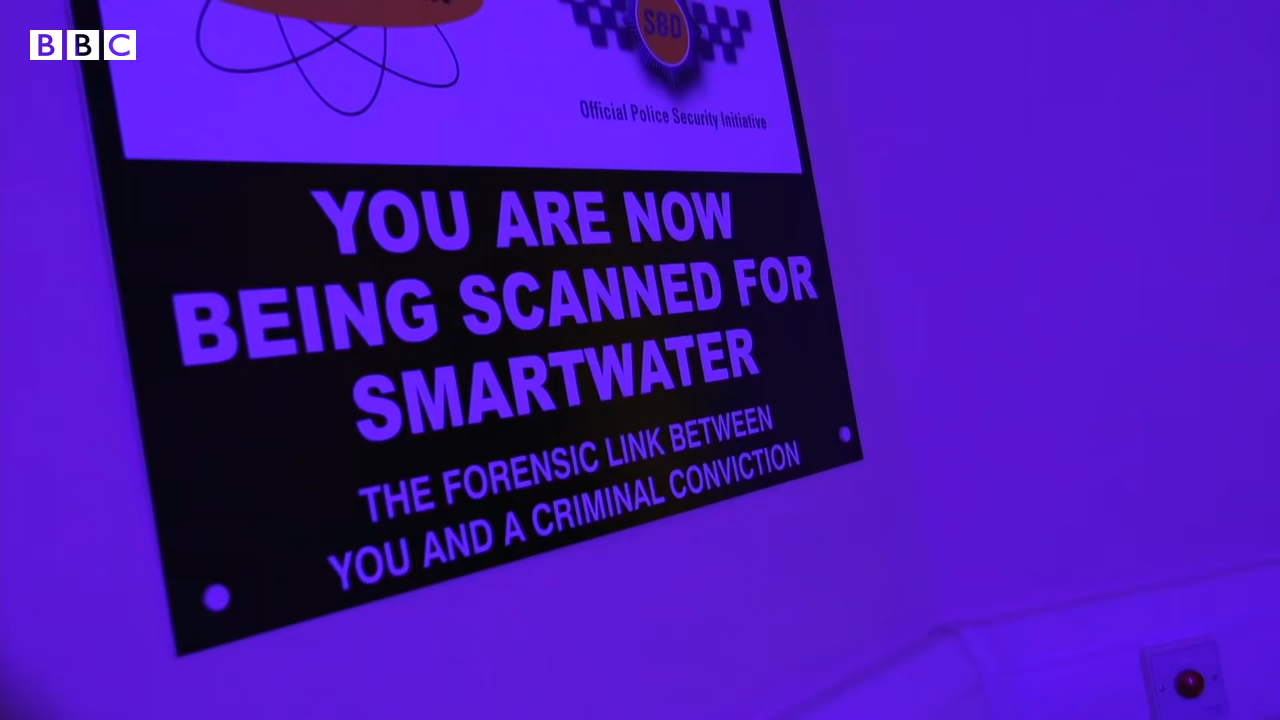 BBC
SBD
Official Police Security Initiative
YOU ARE NOW
BEING SCANNED FOR
SMARTWATER
THE FORENSIC LINK BETWEEN
YOU AND A CRIMINAL CONVICTION